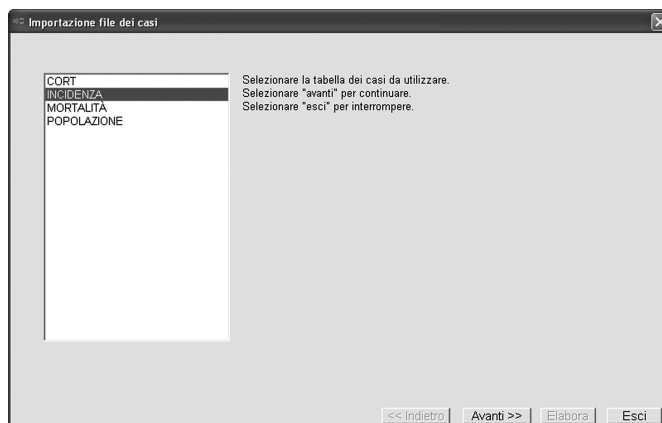 Importazione file dei casi
CORT
INCIDENZA
MORTALITÀ
POPOLAZIONE
Selezionare la tabella dei casi da utilizzare.
Selezionare "avanti" per continuare.
Selezionare "esci" per interrompere.
<< Indietro
Avanti >>
Elabora
Esci